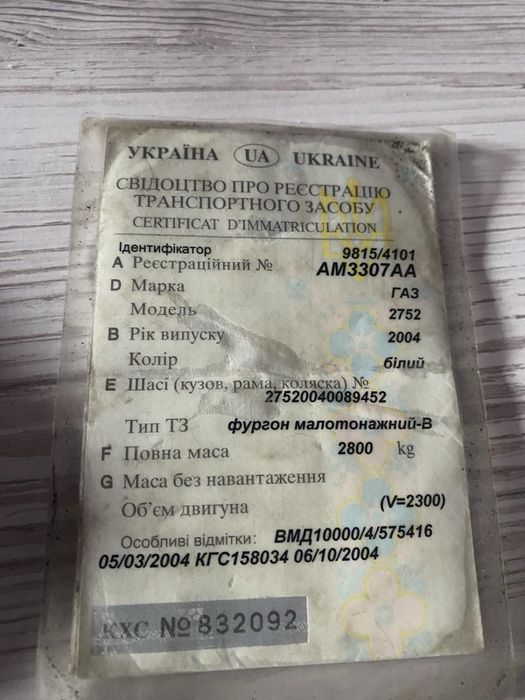 УКРАЇНА UA UKRAINE
СВІДОЦТВО ПРО РЕЄСТРАЦІЮ
ТРАНСПОРТНОГО ЗАСОБУ
CERTIFICAT D'IMMATRICULATION
Ідентифікатор 9815/4101
A Реєстраційний № АМ3307АА
D Марка ГАЗ
Модель 2752
B Рік випуску 2004
Колір білий
E Шасі (кузов, рама, коляска) №
27520040089452
Тип ТЗ фургон малотонажний-В
F Повна маса 2800 kg
G Маса без навантаження
Об'єм двигуна (V=2300)
Особливі відмітки: ВМД10000/4/575416
05/03/2004 КГС158034 06/10/2004
КХС № 832092